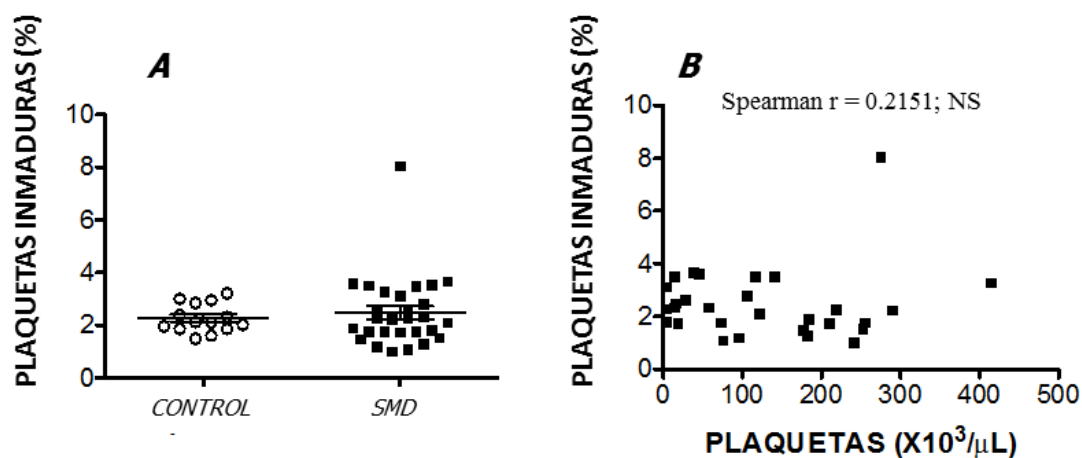 A
PLAQUETAS INMADURAS (%)
10
8
6
4
2
0
CONTROL
SMD
B
Spearman r = 0.2151; NS
PLAQUETAS INMADURAS (%)
10
8
6
4
2
0
0 100 200 300 400 500
PLAQUETAS (X10³/µL)